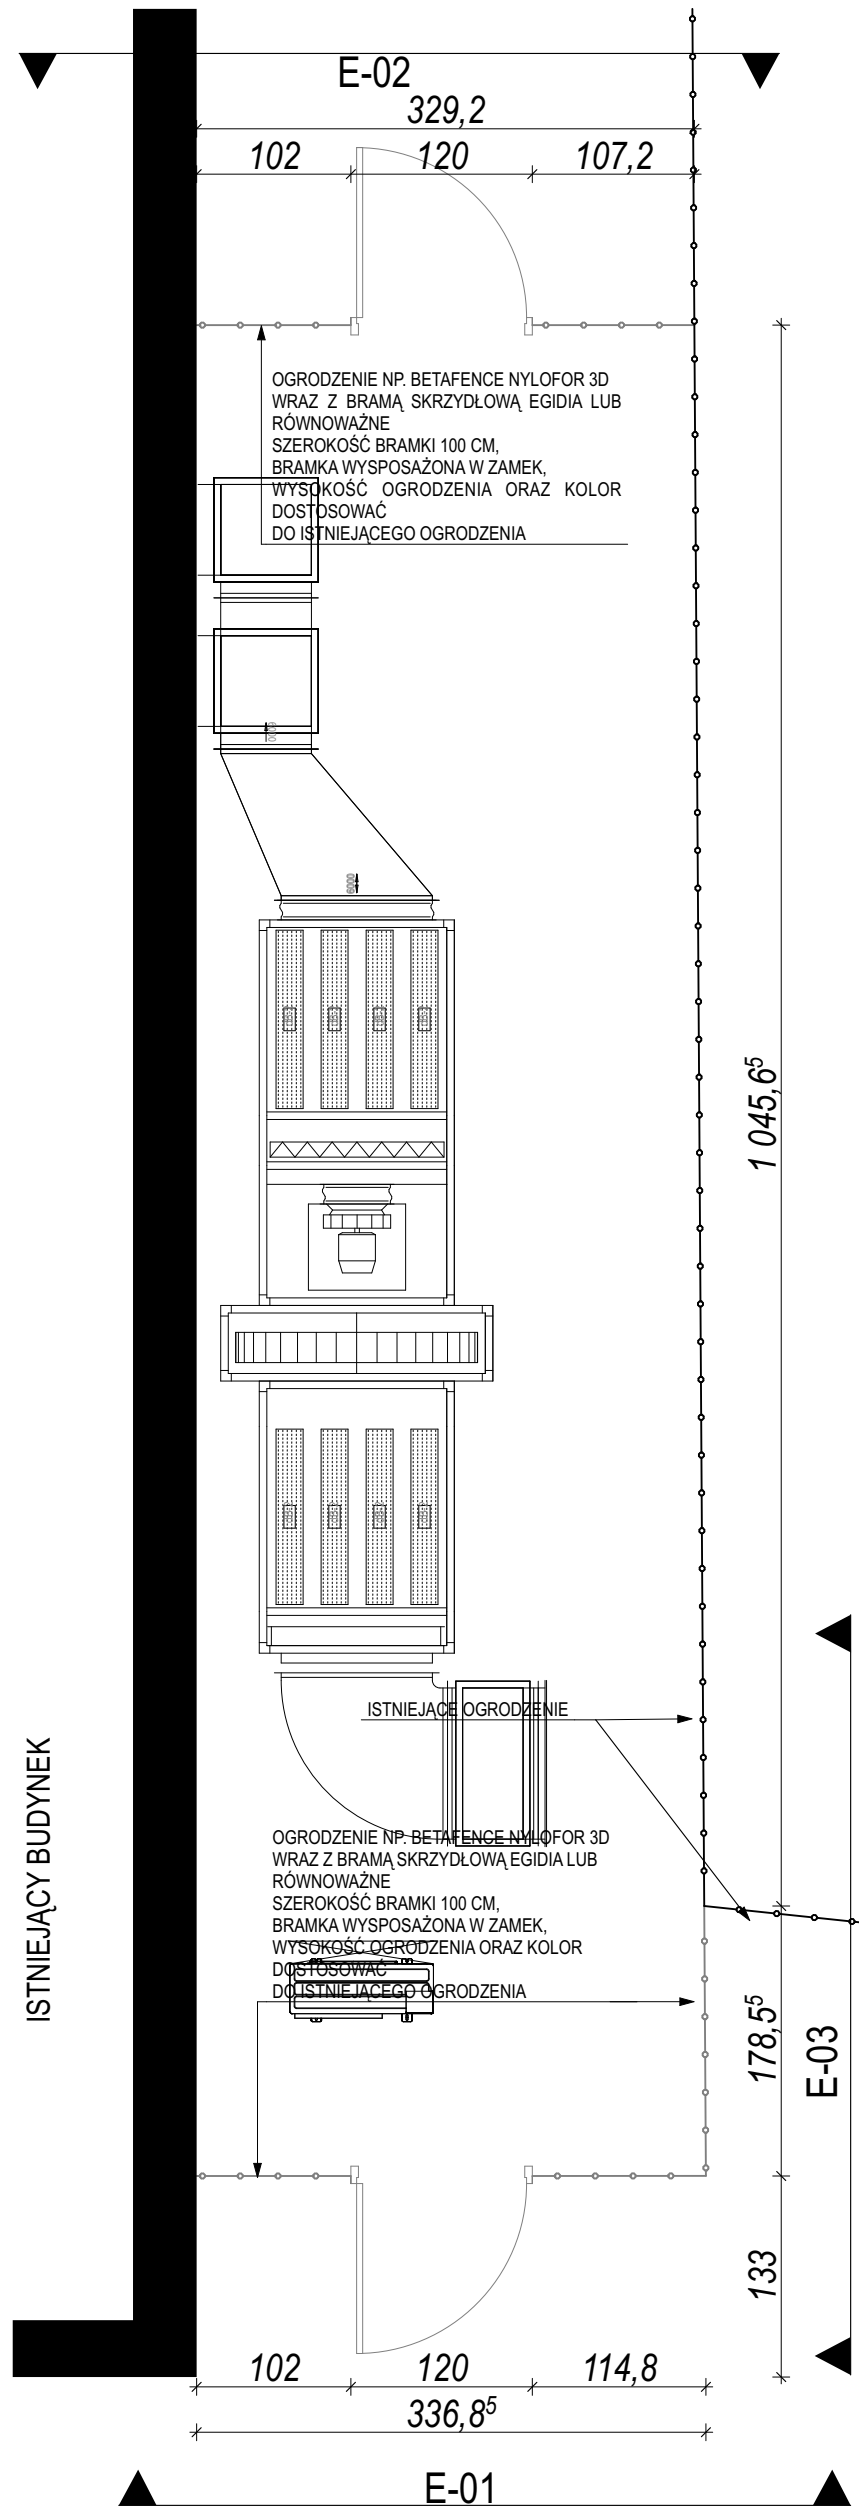 E-02
329,2
102 120 107,2
OGRODZENIE NP. BETAFENCE NYLOFOR 3D
WRAZ Z BRAMĄ SKRZYDŁOWĄ EGIDIA LUB
RÓWNOWAŻNE
SZEROKOŚĆ BRAMKI 100 CM,
BRAMKA WYSPOSAŻONA W ZAMEK,
WYSOKOŚĆ OGRODZENIA ORAZ KOLOR
DOSTOSOWAĆ
DO ISTNIEJĄCEGO OGRODZENIA
1 045,6⁵
ISTNIEJĄCE OGRODZENIE
ISTNIEJĄCY BUDYNEK
OGRODZENIE NP. BETAFENCE NYLOFOR 3D
WRAZ Z BRAMĄ SKRZYDŁOWĄ EGIDIA LUB
RÓWNOWAŻNE
SZEROKOŚĆ BRAMKI 100 CM,
BRAMKA WYSPOSAŻONA W ZAMEK,
WYSOKOŚĆ OGRODZENIA ORAZ KOLOR
DOSTOSOWAĆ
DO ISTNIEJĄCEGO OGRODZENIA
178,5⁵
E-03
133
102 120 114,8
336,8⁵
E-01